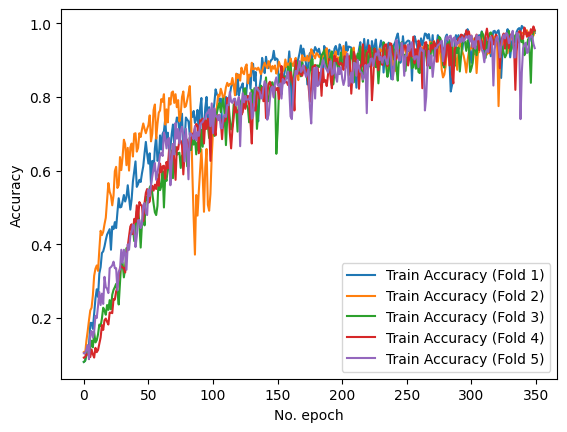 1.0
0.8
0.6
0.4
0.2
Accuracy
0
50
100
150
200
250
300
350
No. epoch
Train Accuracy (Fold 1)
Train Accuracy (Fold 2)
Train Accuracy (Fold 3)
Train Accuracy (Fold 4)
Train Accuracy (Fold 5)